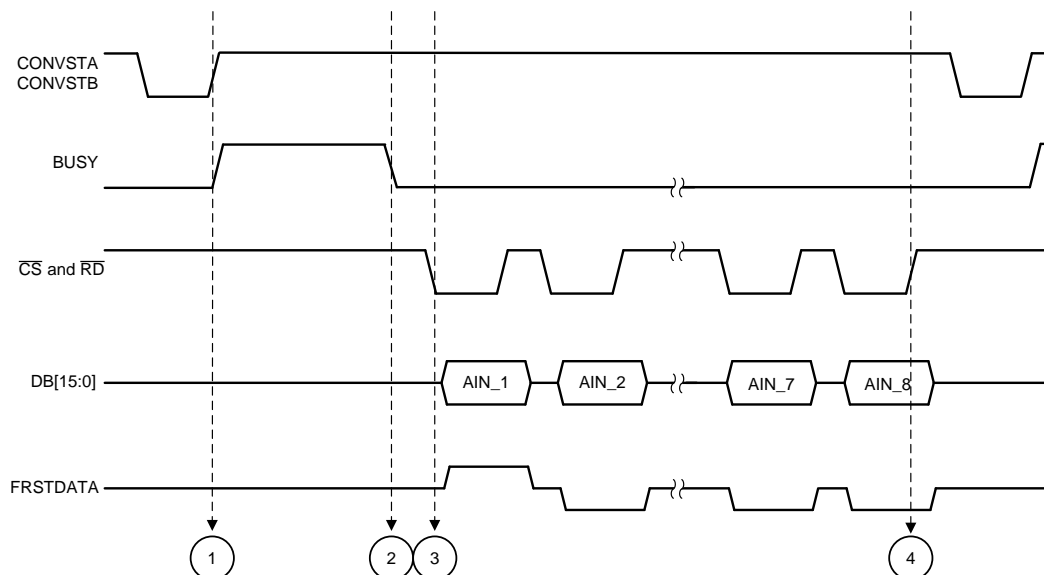 CONVSTA
CONVSTB
BUSY
CS and RD
DB[15:0]
AIN_1
AIN_2
AIN_7
AIN_8
FRSTDATA
1
2
3
4